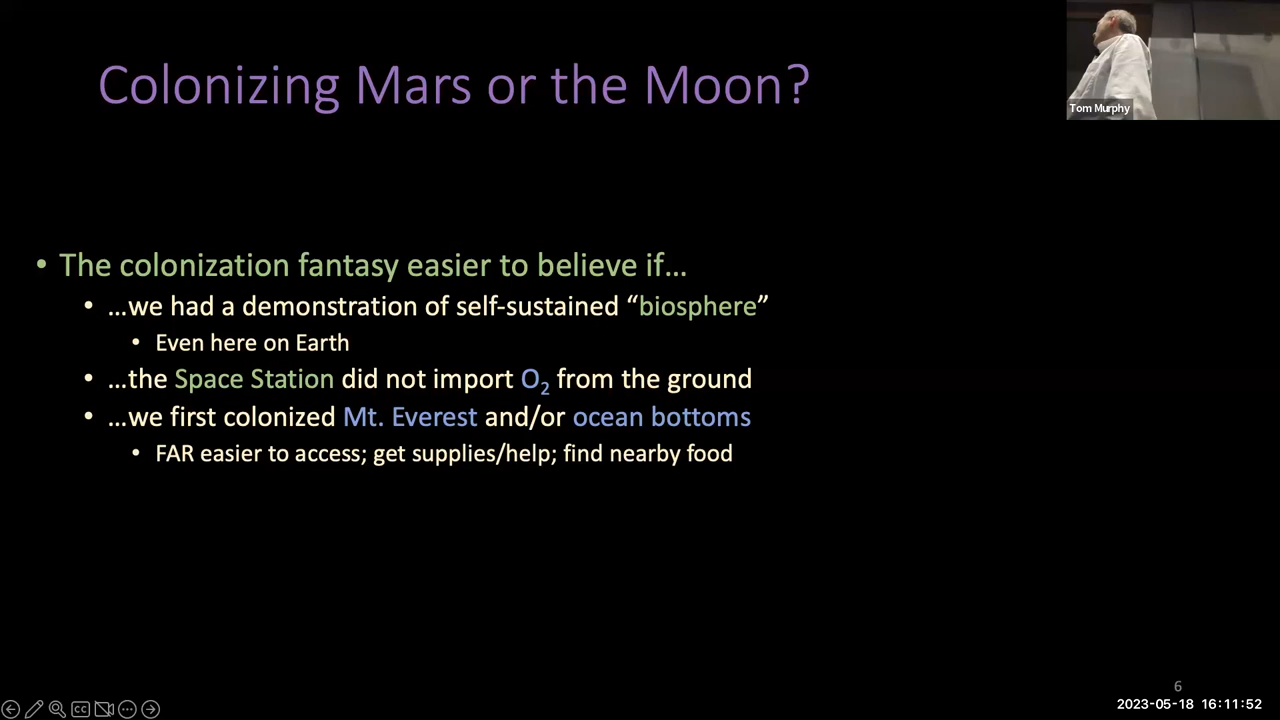 Colonizing Mars or the Moon?
Tom Murphy
• The colonization fantasy easier to believe if…
• …we had a demonstration of self-sustained “biosphere”
• Even here on Earth
• …the Space Station did not import O₂ from the ground
• …we first colonized Mt. Everest and/or ocean bottoms
• FAR easier to access; get supplies/help; find nearby food
6
CC
2023-05-18 16:11:52